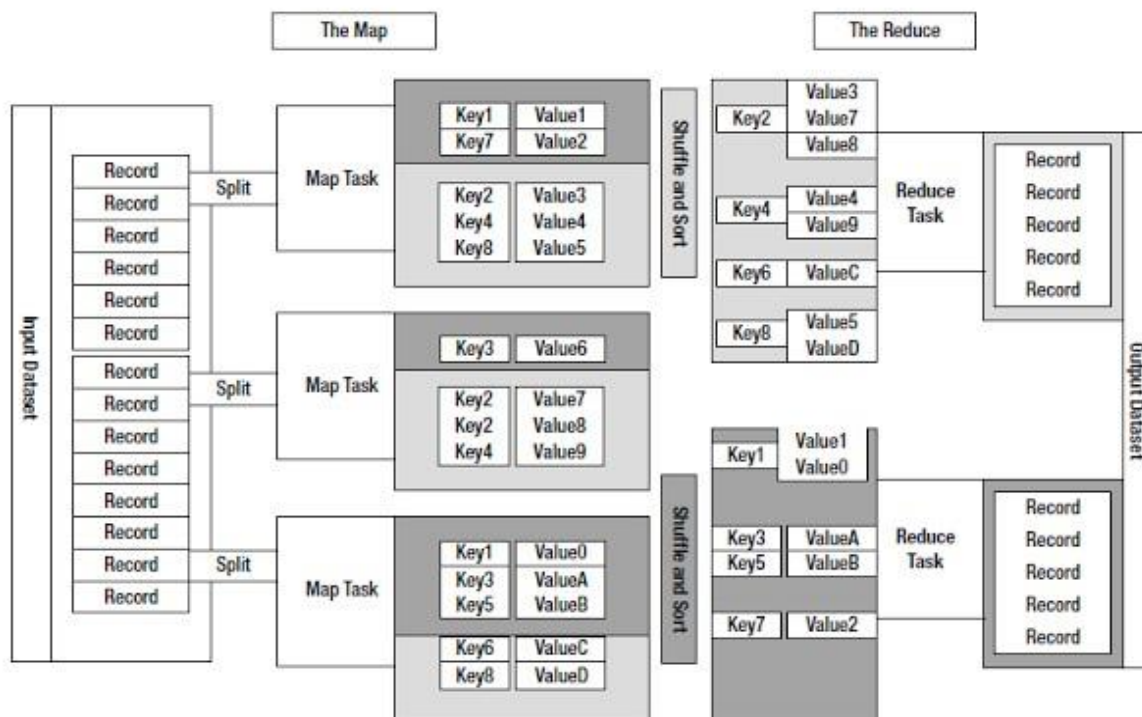 The Map
The Reduce
Input Dataset
Record
Record
Record
Record
Record
Record
Record
Record
Record
Record
Record
Record
Record
Record
Split
Split
Split
Map Task
Key1 Value1
Key7 Value2
Key2 Value3
Key4 Value4
Key8 Value5
Map Task
Key3 Value6
Key2 Value7
Key2 Value8
Key4 Value9
Map Task
Key1 Value0
Key3 ValueA
Key5 ValueB
Key6 ValueC
Key8 ValueD
Shuffle and Sort
Shuffle and Sort
Key2
Value3
Value7
Value8
Key4
Value4
Value9
Key6 ValueC
Key8
Value5
ValueD
Reduce
Task
Record
Record
Record
Record
Record
Key1
Value1
Value0
Key3 ValueA
Key5 ValueB
Key7 Value2
Reduce
Task
Record
Record
Record
Record
Record
Output Dataset